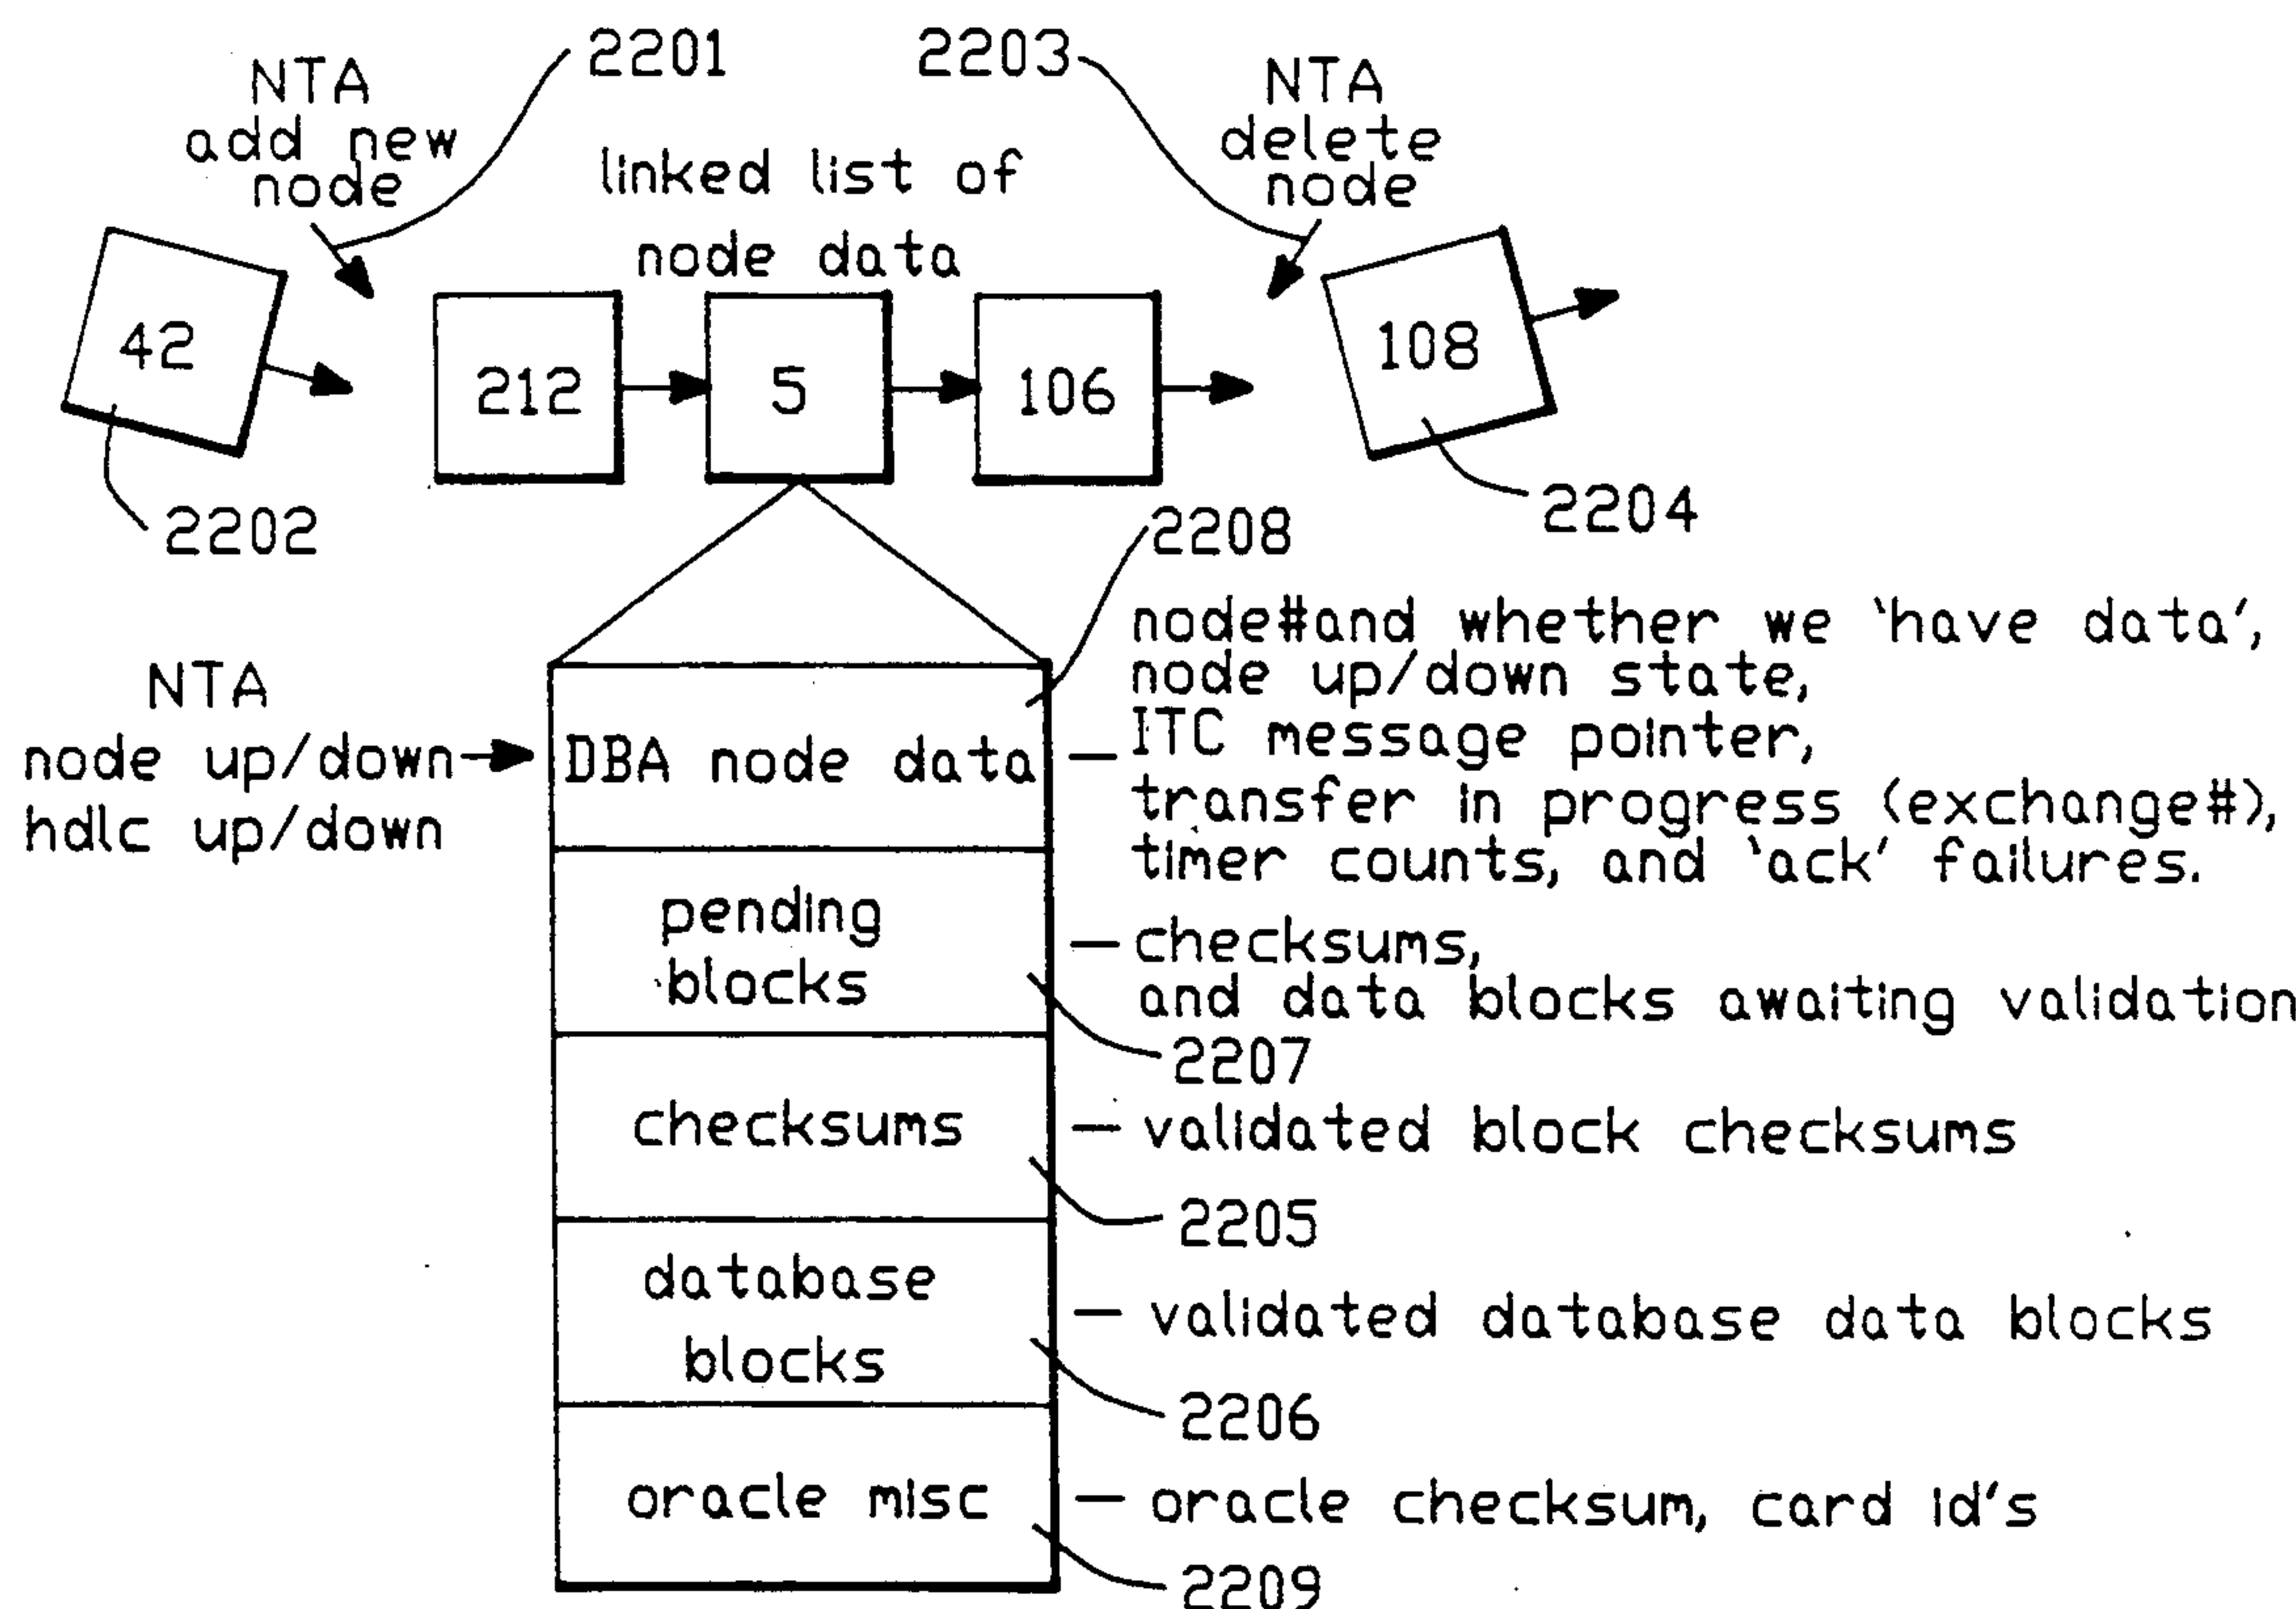 2201
2203
NTA
add new
node
linked list of
node data
NTA
delete
node
42
212
5
106
108
2202
2204
2208
NTA
node up/down
hdlc up/down
DBA node data
node#and whether we 'have data',
node up/down state,
ITC message pointer,
transfer in progress (exchange#),
timer counts, and 'ack' failures.
pending
blocks
checksums,
and data blocks awaiting validation
2207
checksums
validated block checksums
2205
database
blocks
validated database data blocks
2206
oracle misc
oracle checksum, card id's
2209